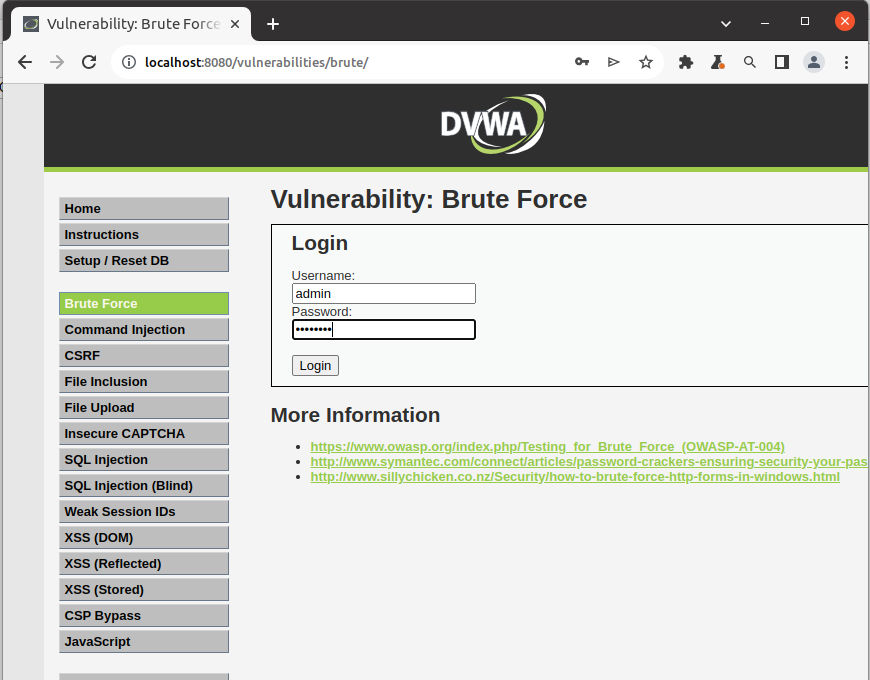 Vulnerability: Brute Force
localhost:8080/vulnerabilities/brute/
DVWA
Home
Instructions
Setup / Reset DB
Brute Force
Command Injection
CSRF
File Inclusion
File Upload
Insecure CAPTCHA
SQL Injection
SQL Injection (Blind)
Weak Session IDs
XSS (DOM)
XSS (Reflected)
XSS (Stored)
CSP Bypass
JavaScript
Vulnerability: Brute Force
Login
Username:
admin
Password:
••••••••
Login
More Information
• https://www.owasp.org/index.php/Testing_for_Brute_Force_(OWASP-AT-004)
• http://www.symantec.com/connect/articles/password-crackers-ensuring-security-your-pas
• http://www.sillychicken.co.nz/Security/how-to-brute-force-http-forms-in-windows.html